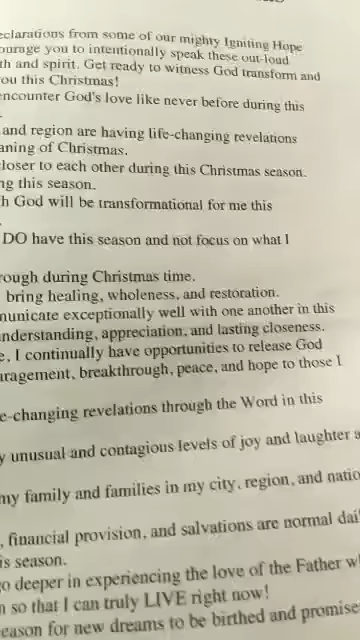 eclarations from some of our mighty Igniting Hope
ourage you to intentionally speak these out-loud
th and spirit. Get ready to witness God transform and
ou this Christmas!
encounter God's love like never before during this
and region are having life-changing revelations
aning of Christmas.
loser to each other during this Christmas season.
ng this season.
h God will be transformational for me this
DO have this season and not focus on what I
rough during Christmas time.
bring healing, wholeness, and restoration.
nunicate exceptionally well with one another in this
nderstanding, appreciation, and lasting closeness.
e, I continually have opportunities to release God
uragement, breakthrough, peace, and hope to those I
e-changing revelations through the Word in this
y unusual and contagious levels of joy and laughter a
my family and families in my city, region, and natio
, financial provision, and salvations are normal dai
is season.
o deeper in experiencing the love of the Father w
n so that I can truly LIVE right now!
eason for new dreams to be birthed and promise